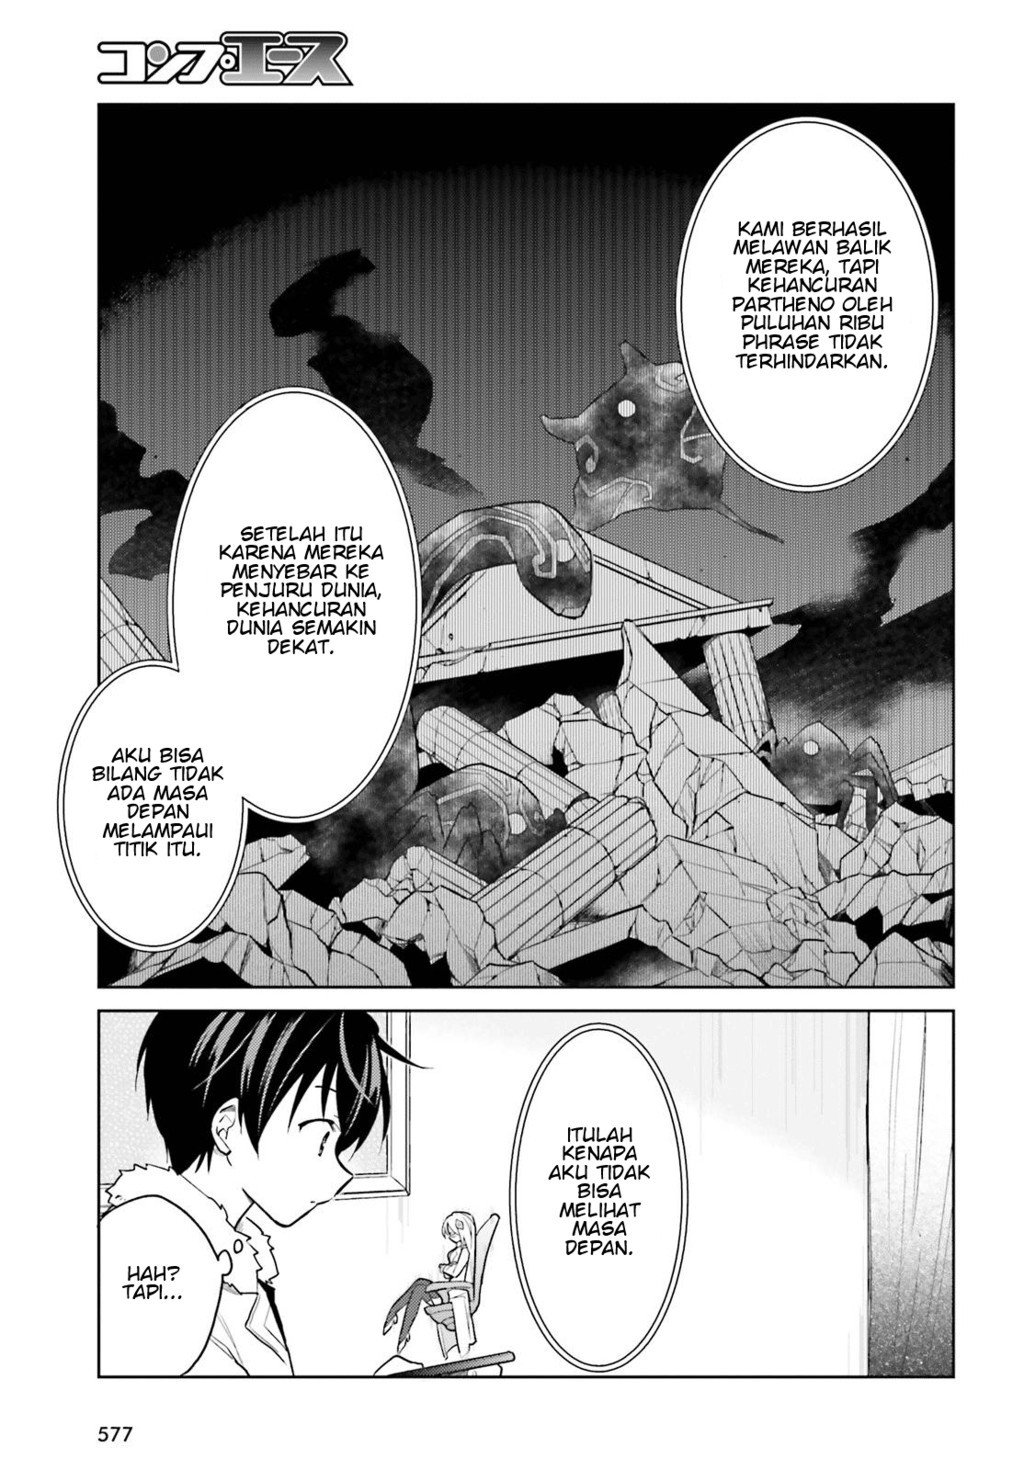 コンプ・エース
KAMI BERHASIL
MELAWAN BALIK
MEREKA, TAPI
KEHANCURAN
PARTHENO OLEH
PULUHAN RIBU
PHRASE TIDAK
TERHINDARKAN.
SETELAH ITU
KARENA MEREKA
MENYEBAR KE
PENJURU DUNIA,
KEHANCURAN
DUNIA SEMAKIN
DEKAT.
AKU BISA
BILANG TIDAK
ADA MASA
DEPAN
MELAMPAUI
TITIK ITU.
ITULAH
KENAPA
AKU TIDAK
BISA
MELIHAT
MASA
DEPAN.
HAH?
TAPI...
577